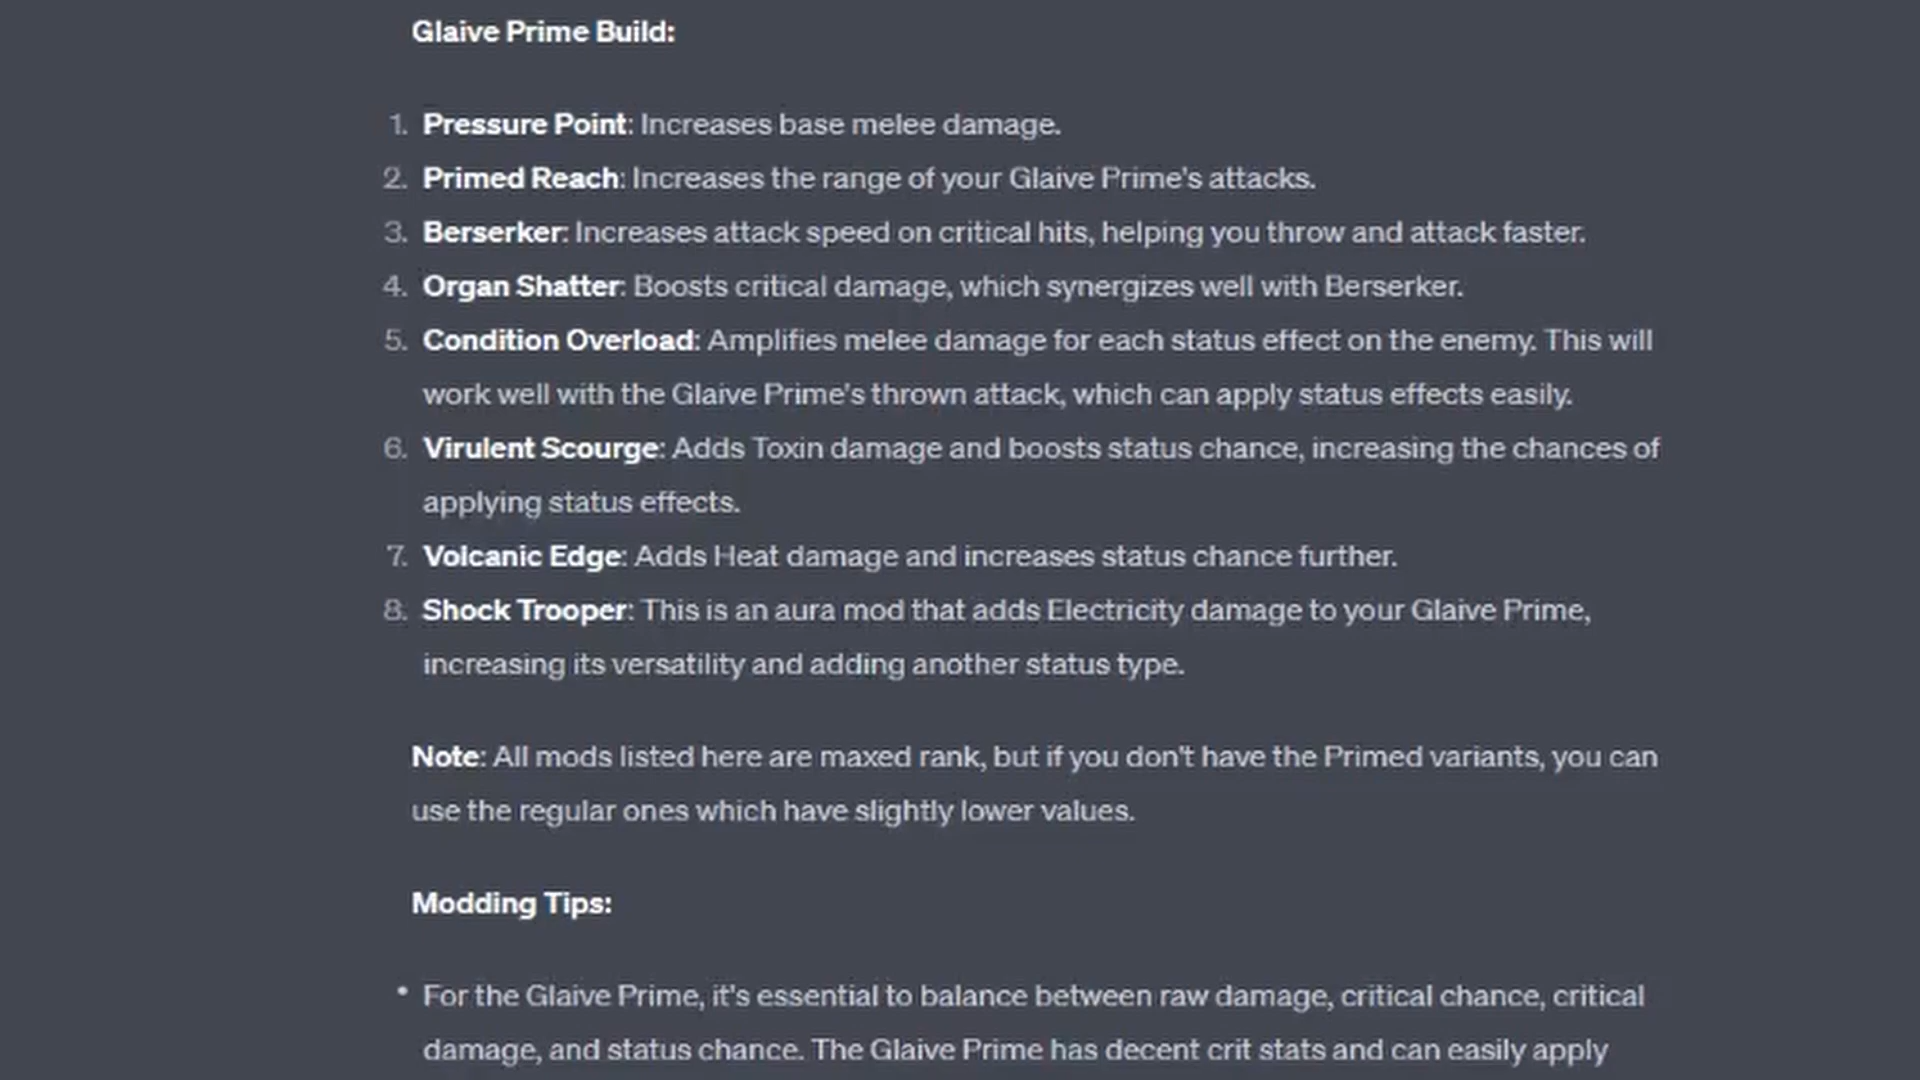 Glaive Prime Build:
1. Pressure Point: Increases base melee damage.
2. Primed Reach: Increases the range of your Glaive Prime's attacks.
3. Berserker: Increases attack speed on critical hits, helping you throw and attack faster.
4. Organ Shatter: Boosts critical damage, which synergizes well with Berserker.
5. Condition Overload: Amplifies melee damage for each status effect on the enemy. This will
work well with the Glaive Prime's thrown attack, which can apply status effects easily.
6. Virulent Scourge: Adds Toxin damage and boosts status chance, increasing the chances of
applying status effects.
7. Volcanic Edge: Adds Heat damage and increases status chance further.
8. Shock Trooper: This is an aura mod that adds Electricity damage to your Glaive Prime,
increasing its versatility and adding another status type.
Note: All mods listed here are maxed rank, but if you don't have the Primed variants, you can
use the regular ones which have slightly lower values.
Modding Tips:
• For the Glaive Prime, it's essential to balance between raw damage, critical chance, critical
damage, and status chance. The Glaive Prime has decent crit stats and can easily apply